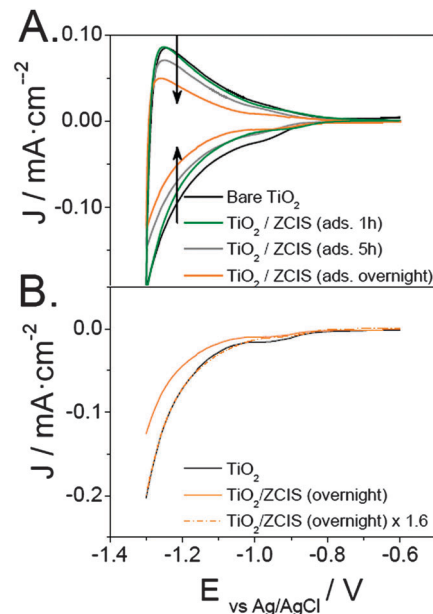 A.
J / mA·cm⁻²
0.10
0.00
-0.10
Bare TiO₂
TiO₂ / ZCIS (ads. 1h)
TiO₂ / ZCIS (ads. 5h)
TiO₂ / ZCIS (ads. overnight)
B.
J / mA·cm⁻²
0.0
-0.1
-0.2
TiO₂
TiO₂/ZCIS (overnight)
TiO₂/ZCIS (overnight) x 1.6
-1.4 -1.2 -1.0 -0.8 -0.6
E vs Ag/AgCl / V